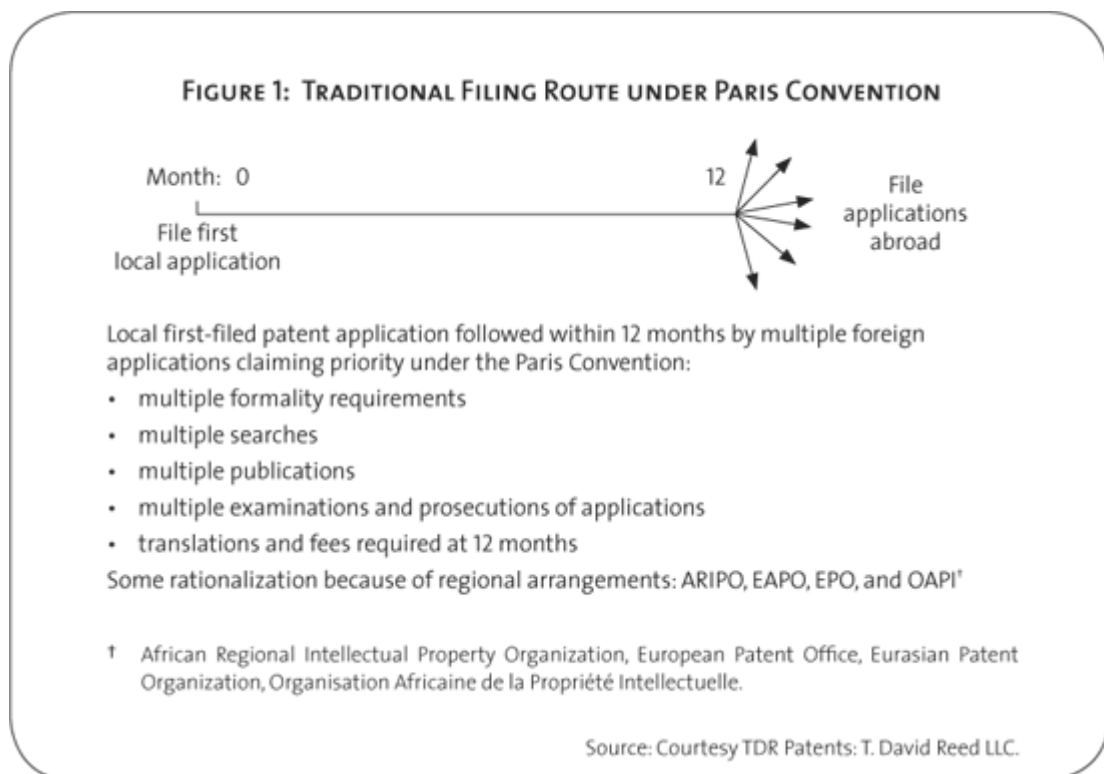 FIGURE 1: TRADITIONAL FILING ROUTE UNDER PARIS CONVENTION
Month: 0
12
File first
local application
File
applications
abroad
Local first-filed patent application followed within 12 months by multiple foreign
applications claiming priority under the Paris Convention:
• multiple formality requirements
• multiple searches
• multiple publications
• multiple examinations and prosecutions of applications
• translations and fees required at 12 months
Some rationalization because of regional arrangements: ARIPO, EAPO, EPO, and OAPI†
† African Regional Intellectual Property Organization, European Patent Office, Eurasian Patent
Organization, Organisation Africaine de la Propriété Intellectuelle.
Source: Courtesy TDR Patents: T. David Reed LLC.